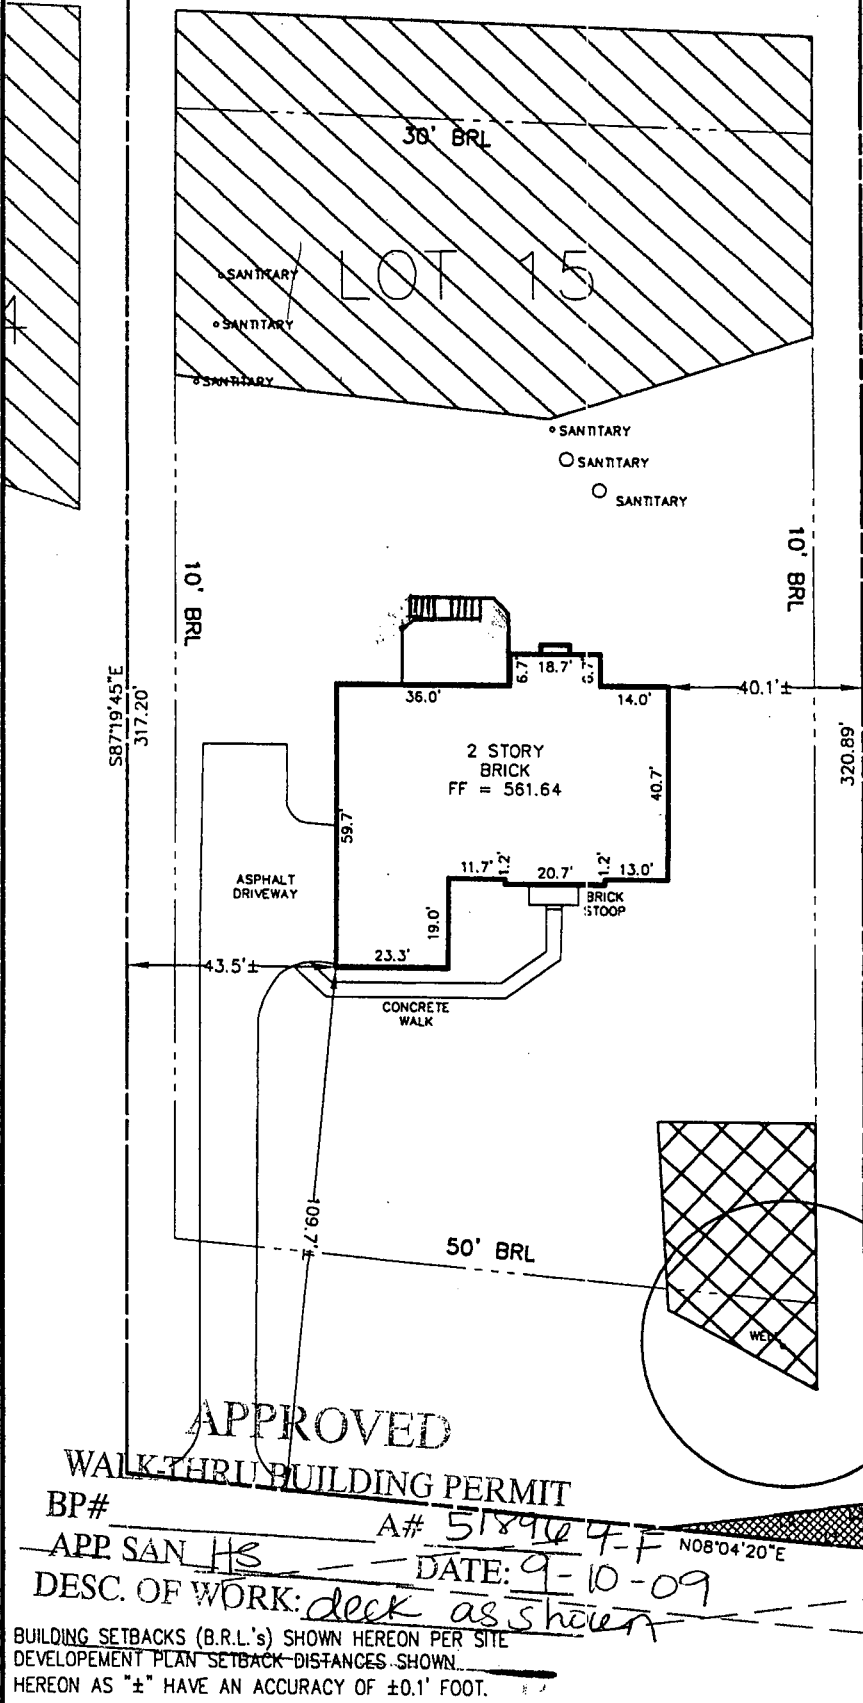 30' BRL
LOT 15
SANTITARY
SANTITARY
SANTITARY
SANTITARY
SANTITARY
SANTITARY
10' BRL
10' BRL
S87°19'45"E
317.20'
6.7'
18.7'
6.7'
36.0'
14.0'
40.1'±
320.89'
2 STORY
BRICK
FF = 561.64
40.7'
59.7'
11.7'
1.2'
20.7'
1.2'
13.0'
ASPHALT
DRIVEWAY
BRICK
STOOP
19.0'
23.3'
43.5'±
CONCRETE
WALK
109.7'±
50' BRL
WELL
APPROVED
WALK-THRU BUILDING PERMIT
BP#
A#
N08°04'20"E
APP. SAN HS DATE: 9-10-09
DESC. OF WORK: deck as shown
BUILDING SETBACKS (B.R.L.'s) SHOWN HEREON PER SITE
DEVELOPEMENT PLAN SETBACK DISTANCES SHOWN
HEREON AS "±" HAVE AN ACCURACY OF ±0.1' FOOT.